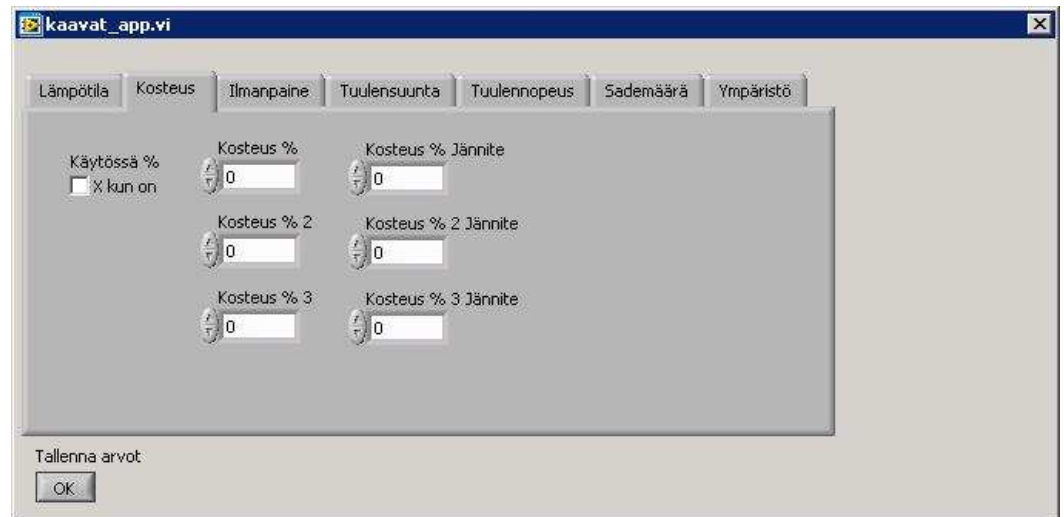 kaavat_app.vi
Lämpötila Kosteus Ilmanpaine Tuulensuunta Tuulennopeus Sademäärä Ympäristö
Käytössä %
X kun on
Kosteus % Kosteus % Jännite
0 0
Kosteus % 2 Kosteus % 2 Jännite
0 0
Kosteus % 3 Kosteus % 3 Jännite
0 0
Tallenna arvot
OK